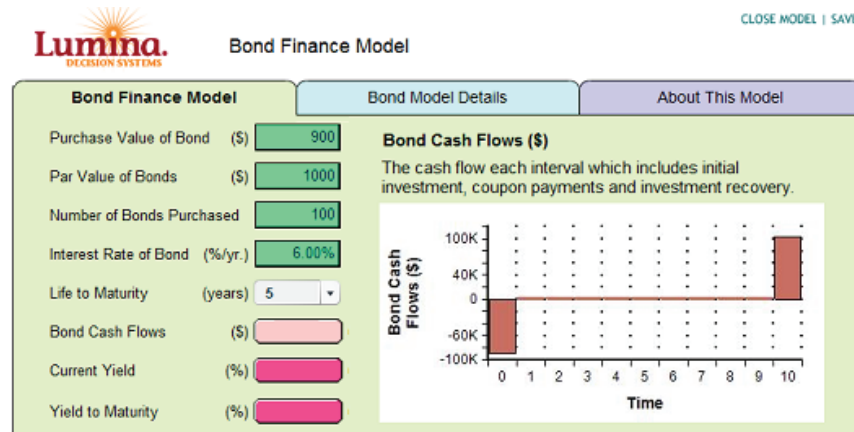 CLOSE MODEL | SAV
Lumina.
DECISION SYSTEMS
Bond Finance Model
Bond Finance Model
Bond Model Details
About This Model
Purchase Value of Bond ($) 900
Par Value of Bonds ($) 1000
Number of Bonds Purchased 100
Interest Rate of Bond (%/yr.) 6.00%
Life to Maturity (years) 5
Bond Cash Flows ($)
Current Yield (%)
Yield to Maturity (%)
Bond Cash Flows ($)
The cash flow each interval which includes initial
investment, coupon payments and investment recovery.
Bond Cash
Flows ($)
100K
40K
0
-60K
-100K
0 1 2 3 4 5 6 7 8 9 10
Time